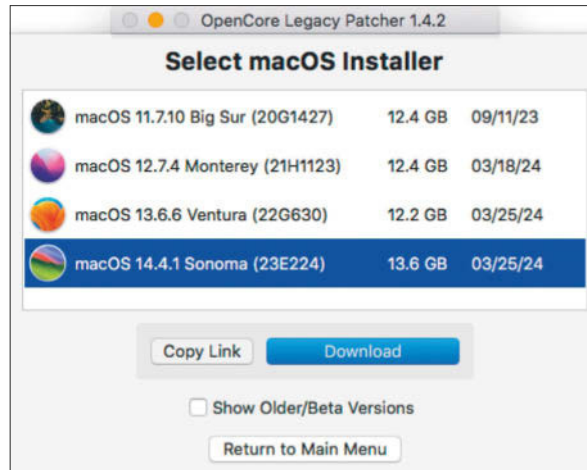 OpenCore Legacy Patcher 1.4.2
Select macOS Installer
macOS 11.7.10 Big Sur (20G1427) 12.4 GB 09/11/23
macOS 12.7.4 Monterey (21H1123) 12.4 GB 03/18/24
macOS 13.6.6 Ventura (22G630) 12.2 GB 03/25/24
macOS 14.4.1 Sonoma (23E224) 13.6 GB 03/25/24
Copy Link Download
Show Older/Beta Versions
Return to Main Menu